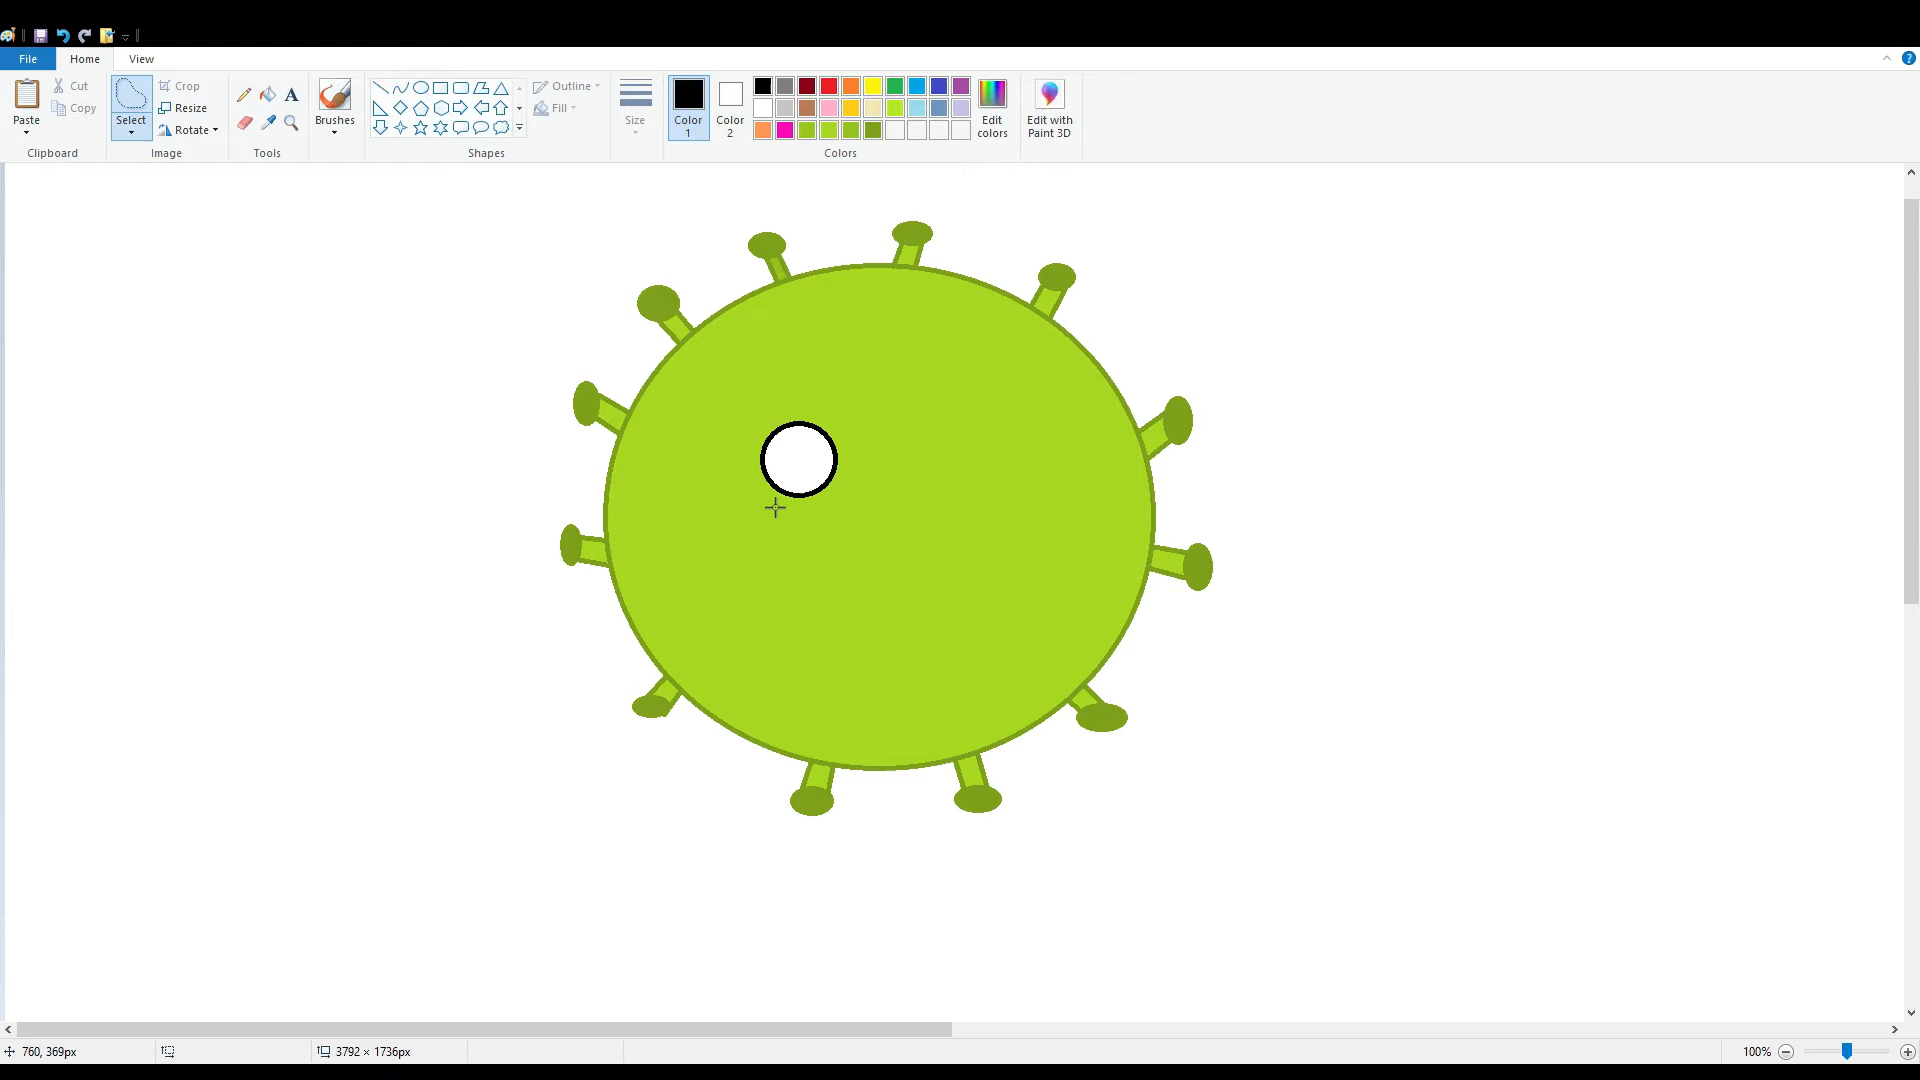 File Home View
Paste
Cut
Copy
Clipboard
Select
Crop
Resize
Rotate
Image
A
Tools
Brushes
Outline
Fill
Shapes
Size
Color 1
Color 2
Edit colors
Colors
Edit with Paint 3D
?
760, 369px
3792 × 1736px
100%